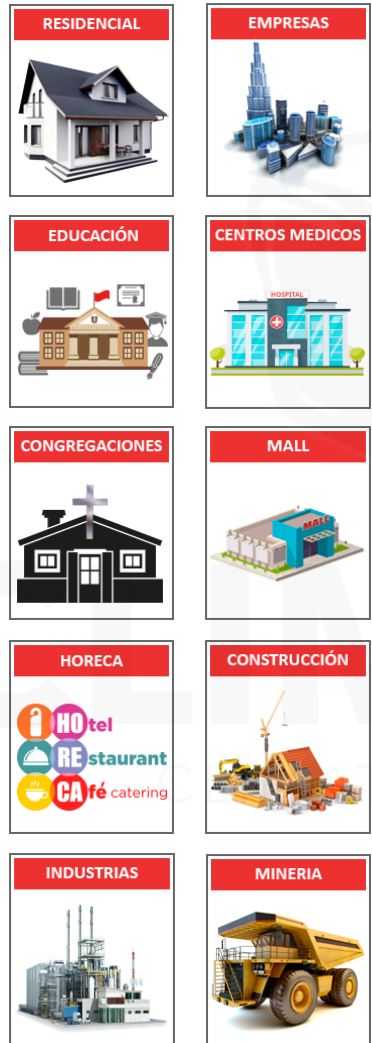 RESIDENCIAL
EMPRESAS
EDUCACIÓN
CENTROS MEDICOS
HOSPITAL
CONGREGACIONES
MALL
MALL
HORECA
HOtel
REstaurant
CAfé catering
CONSTRUCCIÓN
INDUSTRIAS
MINERIA